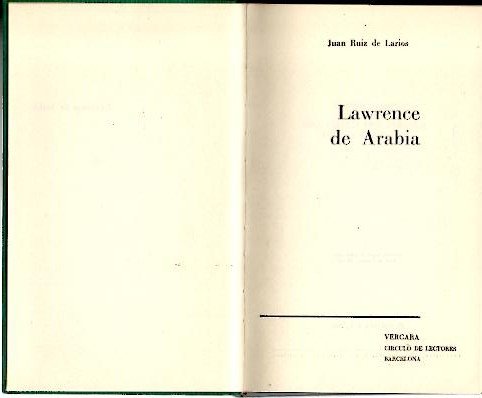 Juan Ruiz de Larios
Lawrence
de Arabia
VERGARA
CIRCULO DE LECTORES
BARCELONA